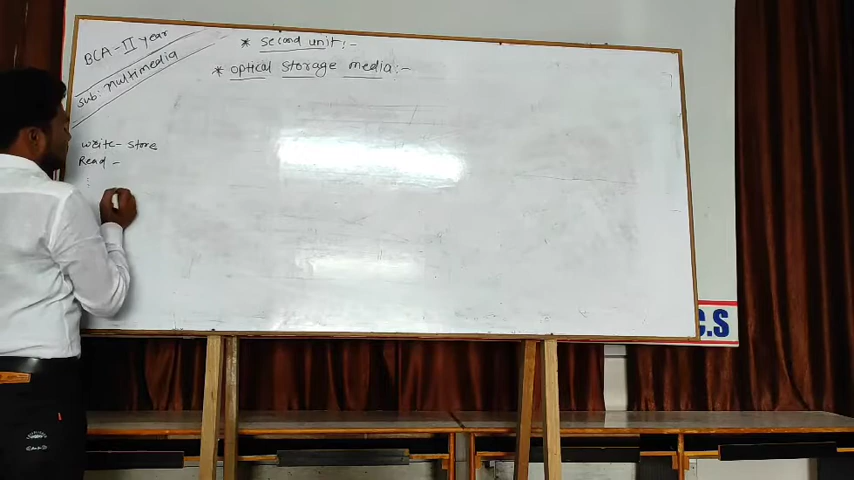 BCA-II year
Sub: multimedia
* second unit:-
* optical storage media:-
write- store
Read -
C.S